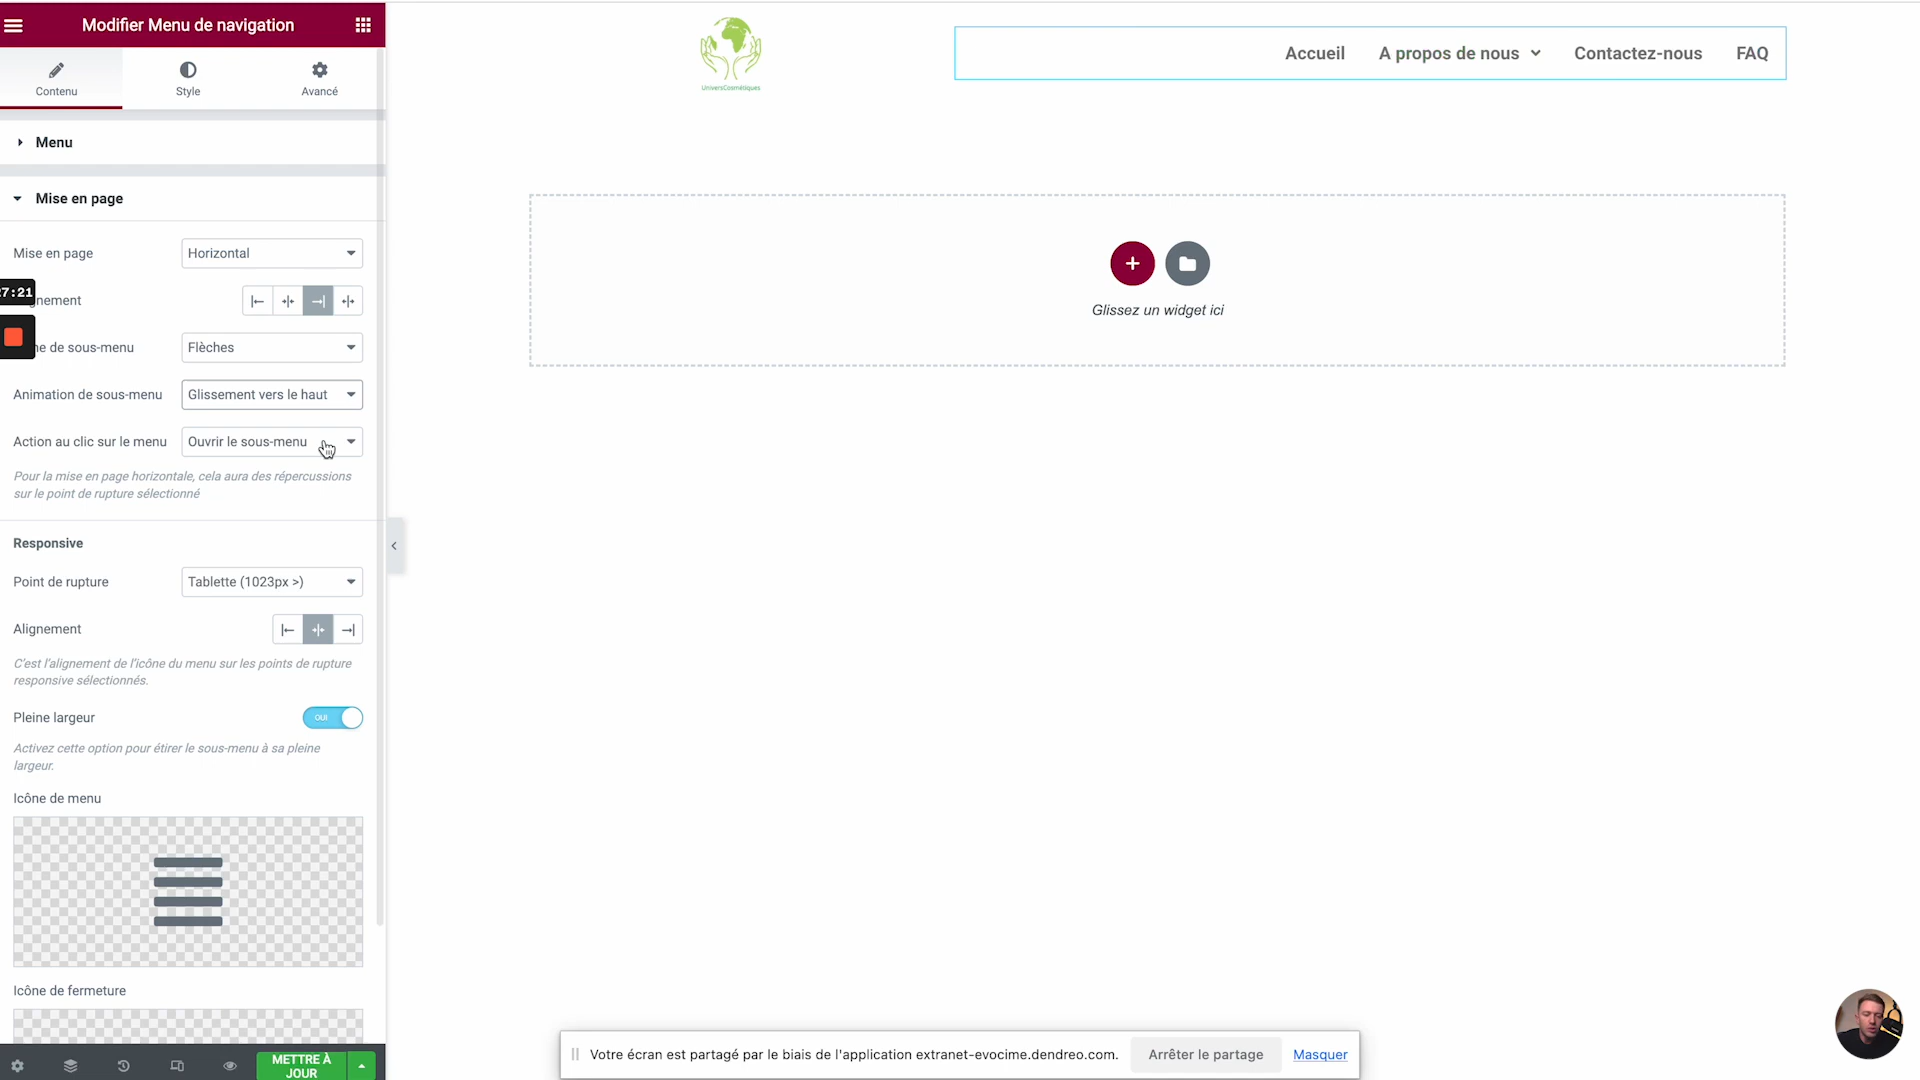 Modifier Menu de navigation
Contenu
Style
Avancé
Menu
Mise en page
Mise en page
Horizontal
7:21
nement
ne de sous-menu
Flèches
Animation de sous-menu
Glissement vers le haut
Action au clic sur le menu
Ouvrir le sous-menu
Pour la mise en page horizontale, cela aura des répercussions
sur le point de rupture sélectionné
Responsive
Point de rupture
Tablette (1023px >)
Alignement
C'est l'alignement de l'icône du menu sur les points de rupture
responsive sélectionnés.
Pleine largeur
OUI
Activez cette option pour étirer le sous-menu à sa pleine
largeur.
Icône de menu
Icône de fermeture
METTRE À
JOUR
UniversCosmétiques
Accueil
A propos de nous
Contactez-nous
FAQ
Glissez un widget ici
Votre écran est partagé par le biais de l'application extranet-evocime.dendreo.com.
Arrêter le partage
Masquer